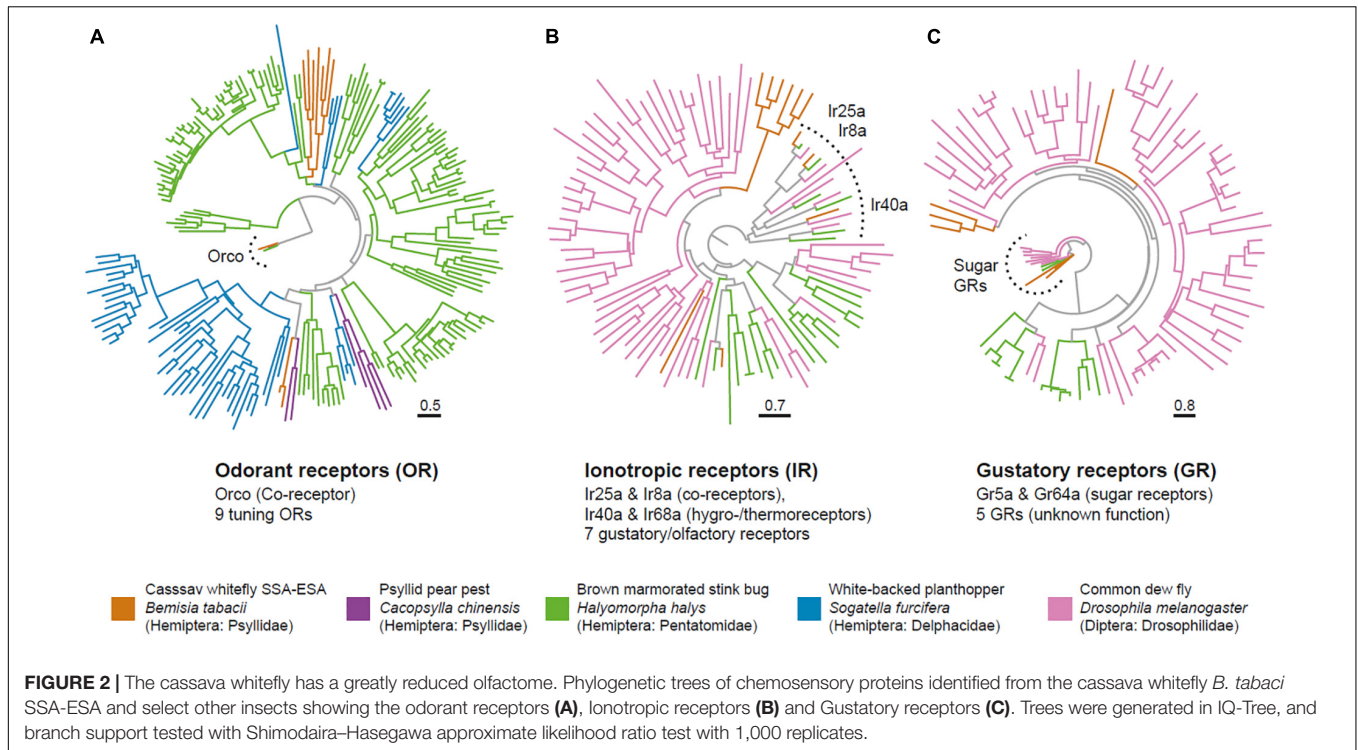 A
B
C
Orco
0.5
Ir25a
Ir8a
Ir40a
0.7
Sugar
GRs
0.8
Odorant receptors (OR)
Orco (Co-receptor)
9 tuning ORs
Ionotropic receptors (IR)
Ir25a & Ir8a (co-receptors),
Ir40a & Ir68a (hygro-/thermoreceptors)
7 gustatory/olfactory receptors
Gustatory receptors (GR)
Gr5a & Gr64a (sugar receptors)
5 GRs (unknown function)
Casssav whitefly SSA-ESA
Bemisia tabacii
(Hemiptera: Psyllidae)
Psyllid pear pest
Cacopsylla chinensis
(Hemiptera: Psyllidae)
Brown marmorated stink bug
Halyomorpha halys
(Hemiptera: Pentatomidae)
White-backed planthopper
Sogatella furcifera
(Hemiptera: Delphacidae)
Common dew fly
Drosophila melanogaster
(Diptera: Drosophilidae)
FIGURE 2 | The cassava whitefly has a greatly reduced olfactome. Phylogenetic trees of chemosensory proteins identified from the cassava whitefly B. tabaci
SSA-ESA and select other insects showing the odorant receptors (A), Ionotropic receptors (B) and Gustatory receptors (C). Trees were generated in IQ-Tree, and
branch support tested with Shimodaira–Hasegawa approximate likelihood ratio test with 1,000 replicates.